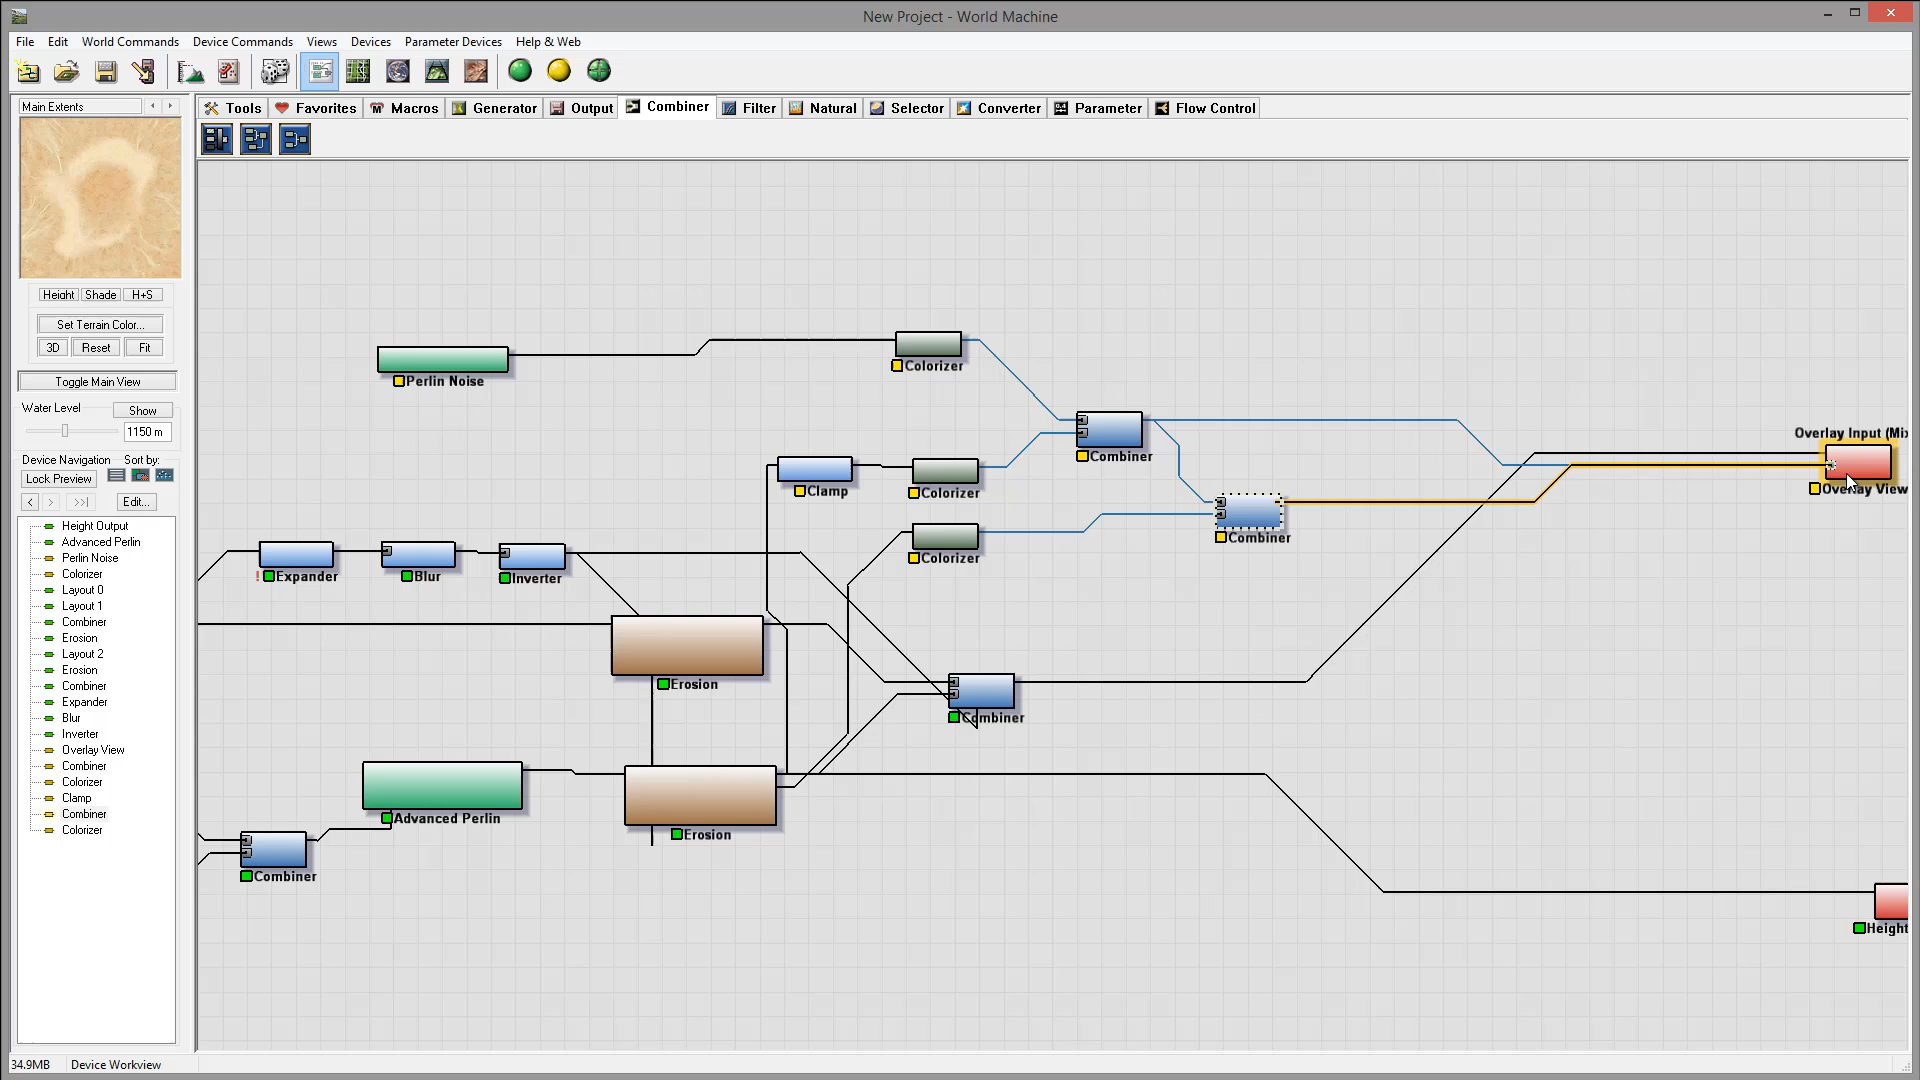 New Project - World Machine
File Edit World Commands Device Commands Views Devices Parameter Devices Help & Web
Main Extents
Tools Favorites Macros Generator Output Combiner Filter Natural Selector Converter Parameter Flow Control
Height Shade H+S
Set Terrain Color...
3D Reset Fit
Toggle Main View
Water Level Show
1150 m
Device Navigation Sort by:
Lock Preview
< > >>| Edit...
Height Output
Advanced Perlin
Perlin Noise
Colorizer
Layout 0
Layout 1
Combiner
Erosion
Layout 2
Erosion
Combiner
Expander
Blur
Inverter
Overlay View
Combiner
Colorizer
Clamp
Combiner
Colorizer
Perlin Noise
Colorizer
Combiner
Overlay Input (Mix
Overlay View
Clamp
Colorizer
Combiner
Colorizer
! Expander
Blur
Inverter
Erosion
Combiner
Advanced Perlin
Erosion
Combiner
Height
34.9MB Device Workview